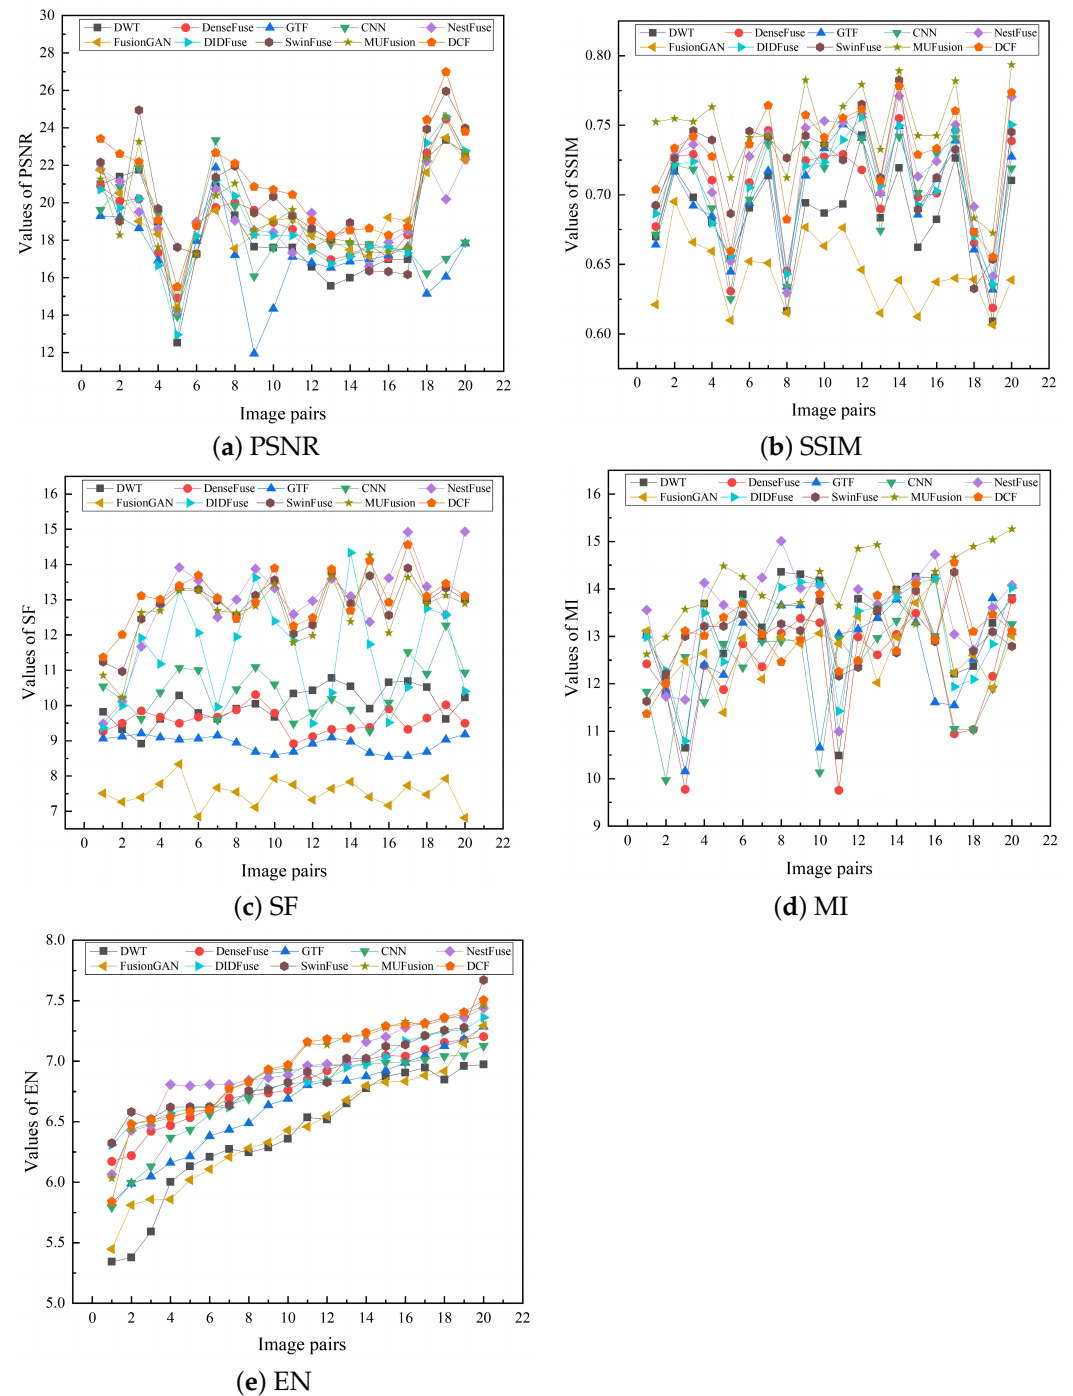 DWT DenseFuse GTF CNN NestFuse
FusionGAN DIDFuse SwinFuse MUFusion DCF
30
28
26
24
22
20
18
16
14
12
Values of PSNR
0 2 4 6 8 10 12 14 16 18 20 22
Image pairs
(a) PSNR
DWT DenseFuse GTF CNN NestFuse
FusionGAN DIDFuse SwinFuse MUFusion DCF
0.80
0.75
0.70
0.65
0.60
Values of SSIM
0 2 4 6 8 10 12 14 16 18 20 22
Image pairs
(b) SSIM
DWT DenseFuse GTF CNN NestFuse
FusionGAN DIDFuse SwinFuse MUFusion DCF
16
15
14
13
12
11
10
9
8
7
Values of SF
0 2 4 6 8 10 12 14 16 18 20 22
Image pairs
(c) SF
DWT DenseFuse GTF CNN NestFuse
FusionGAN DIDFuse SwinFuse MUFusion DCF
16
15
14
13
12
11
10
9
Values of MI
0 2 4 6 8 10 12 14 16 18 20 22
Image pairs
(d) MI
DWT DenseFuse GTF CNN NestFuse
FusionGAN DIDFuse SwinFuse MUFusion DCF
8.0
7.5
7.0
6.5
6.0
5.5
5.0
Values of EN
0 2 4 6 8 10 12 14 16 18 20 22
Image pairs
(e) EN